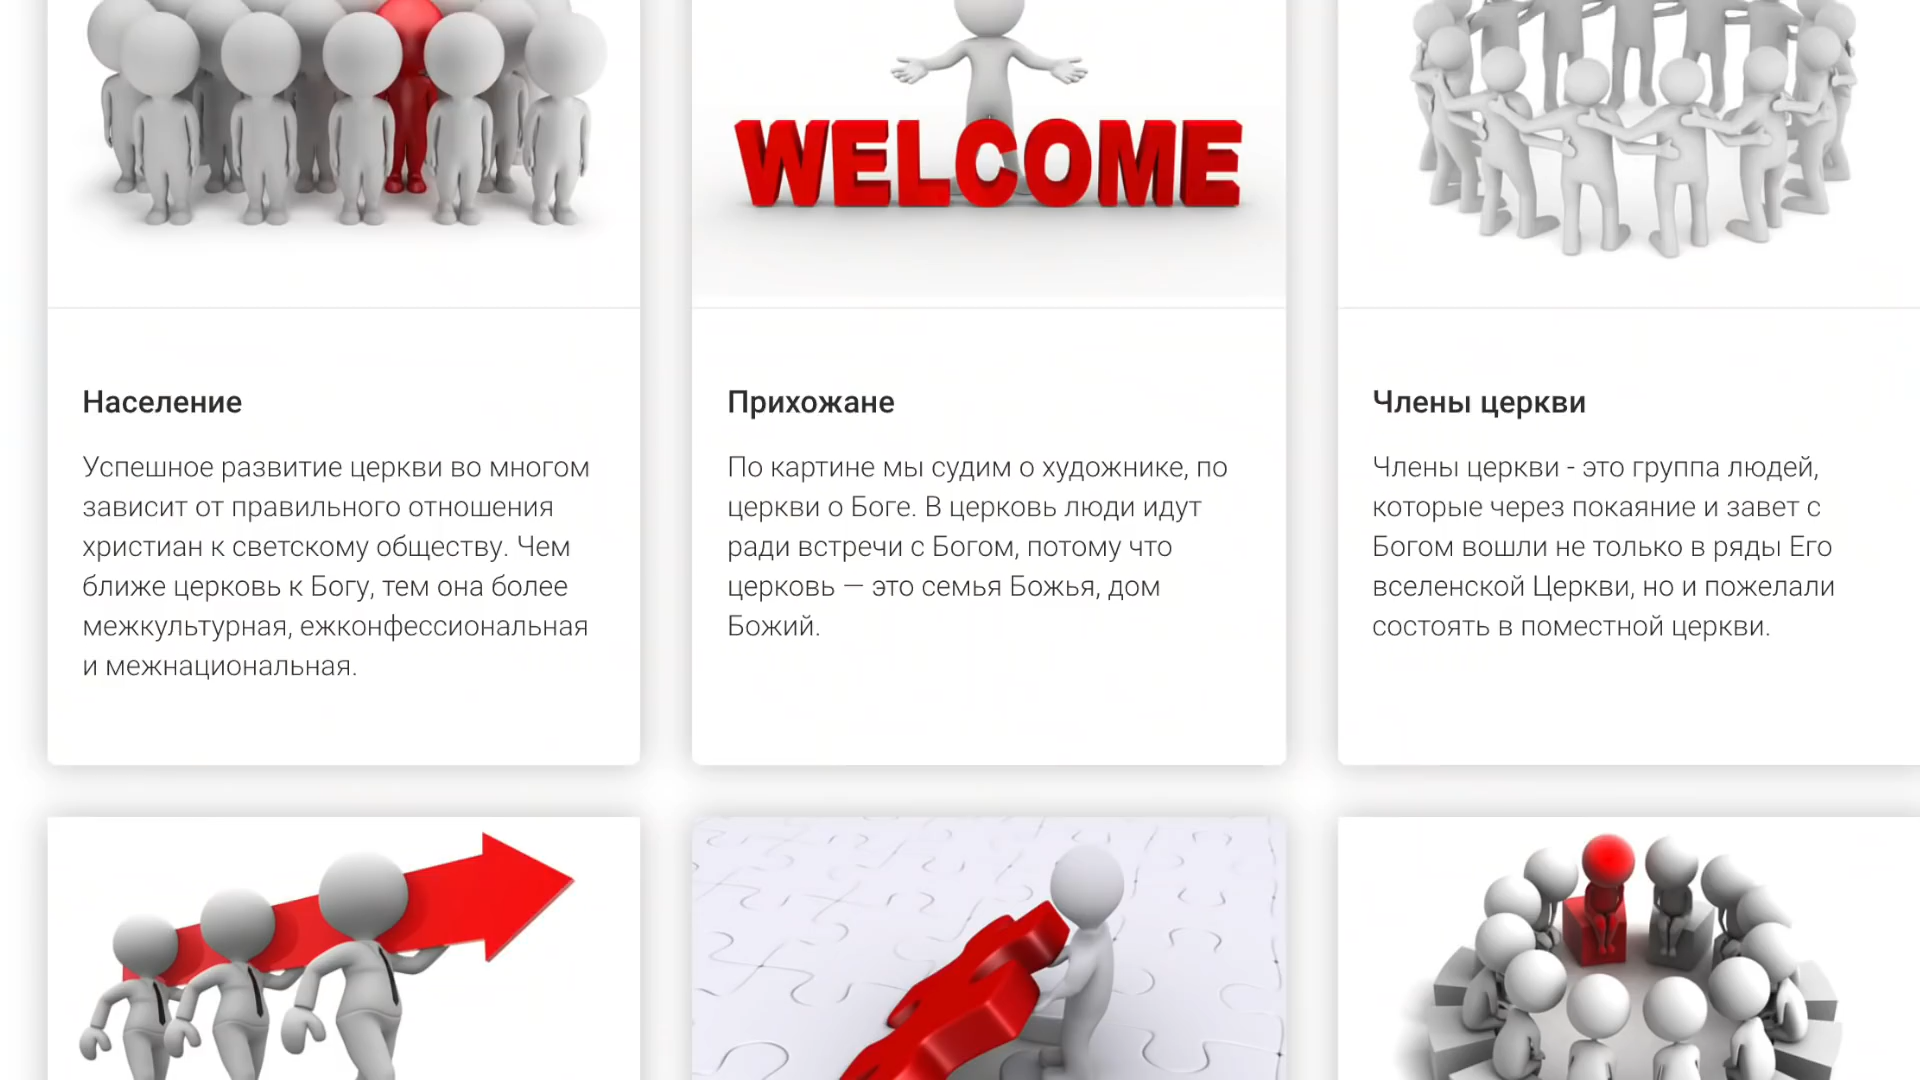 WELCOME
Население
Успешное развитие церкви во многом
зависит от правильного отношения
христиан к светскому обществу. Чем
ближе церковь к Богу, тем она более
межкультурная, ежконфессиональная
и межнациональная.
Прихожане
По картине мы судим о художнике, по
церкви о Боге. В церковь люди идут
ради встречи с Богом, потому что
церковь — это семья Божья, дом
Божий.
Члены церкви
Члены церкви - это группа людей,
которые через покаяние и завет с
Богом вошли не только в ряды Его
вселенской Церкви, но и пожелали
состоять в поместной церкви.